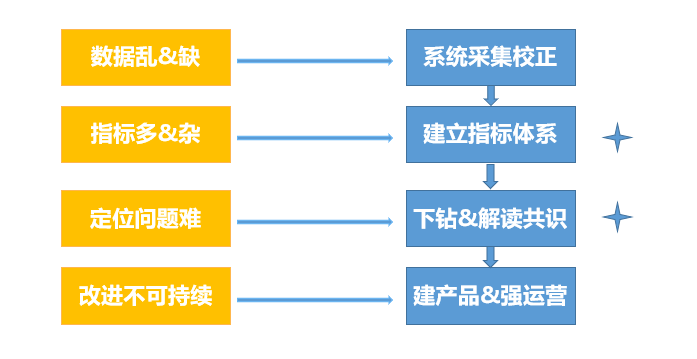 数据乱&缺
系统采集校正
指标多&杂
建立指标体系
定位问题难
下钻&解读共识
改进不可持续
建产品&强运营